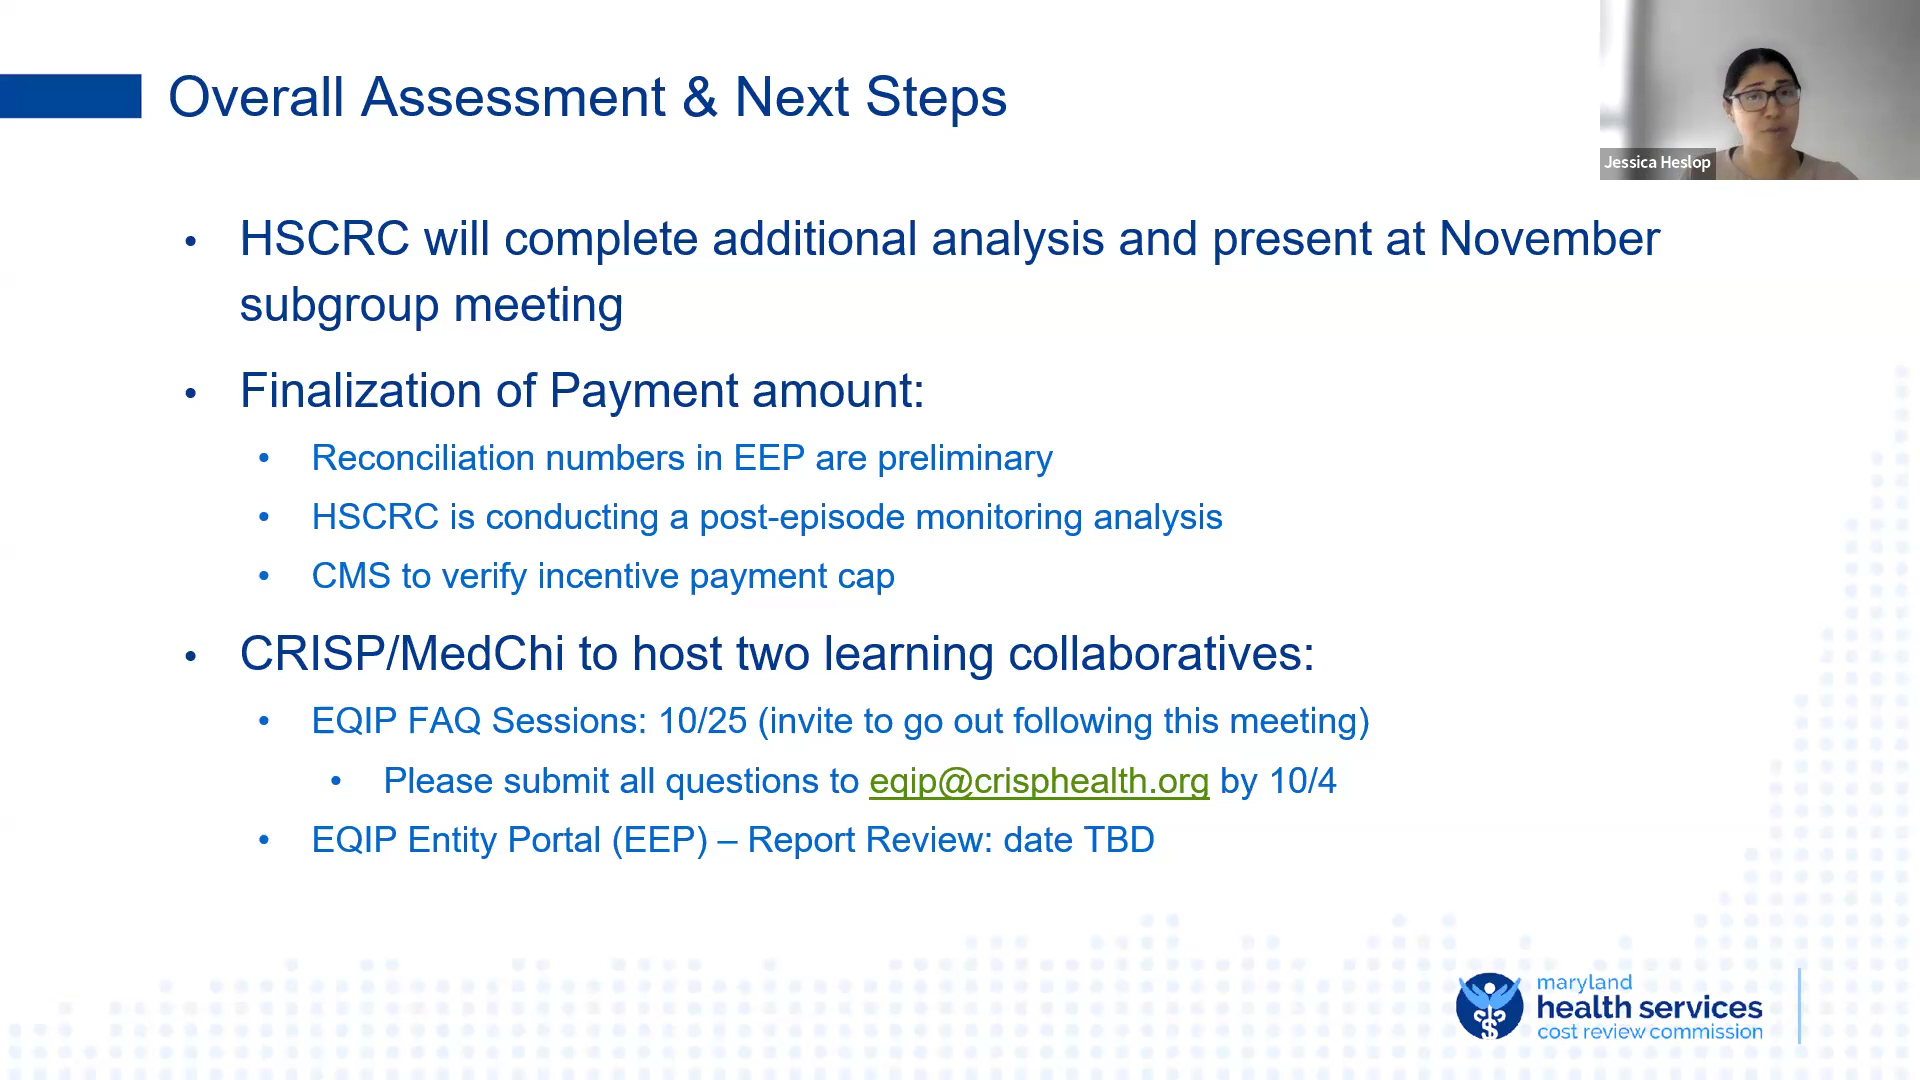 Overall Assessment & Next Steps
Jessica Heslop
• HSCRC will complete additional analysis and present at November
subgroup meeting
• Finalization of Payment amount:
• Reconciliation numbers in EEP are preliminary
• HSCRC is conducting a post-episode monitoring analysis
• CMS to verify incentive payment cap
• CRISP/MedChi to host two learning collaboratives:
• EQIP FAQ Sessions: 10/25 (invite to go out following this meeting)
• Please submit all questions to eqip@crisphealth.org by 10/4
• EQIP Entity Portal (EEP) – Report Review: date TBD
maryland
health services
cost review commission